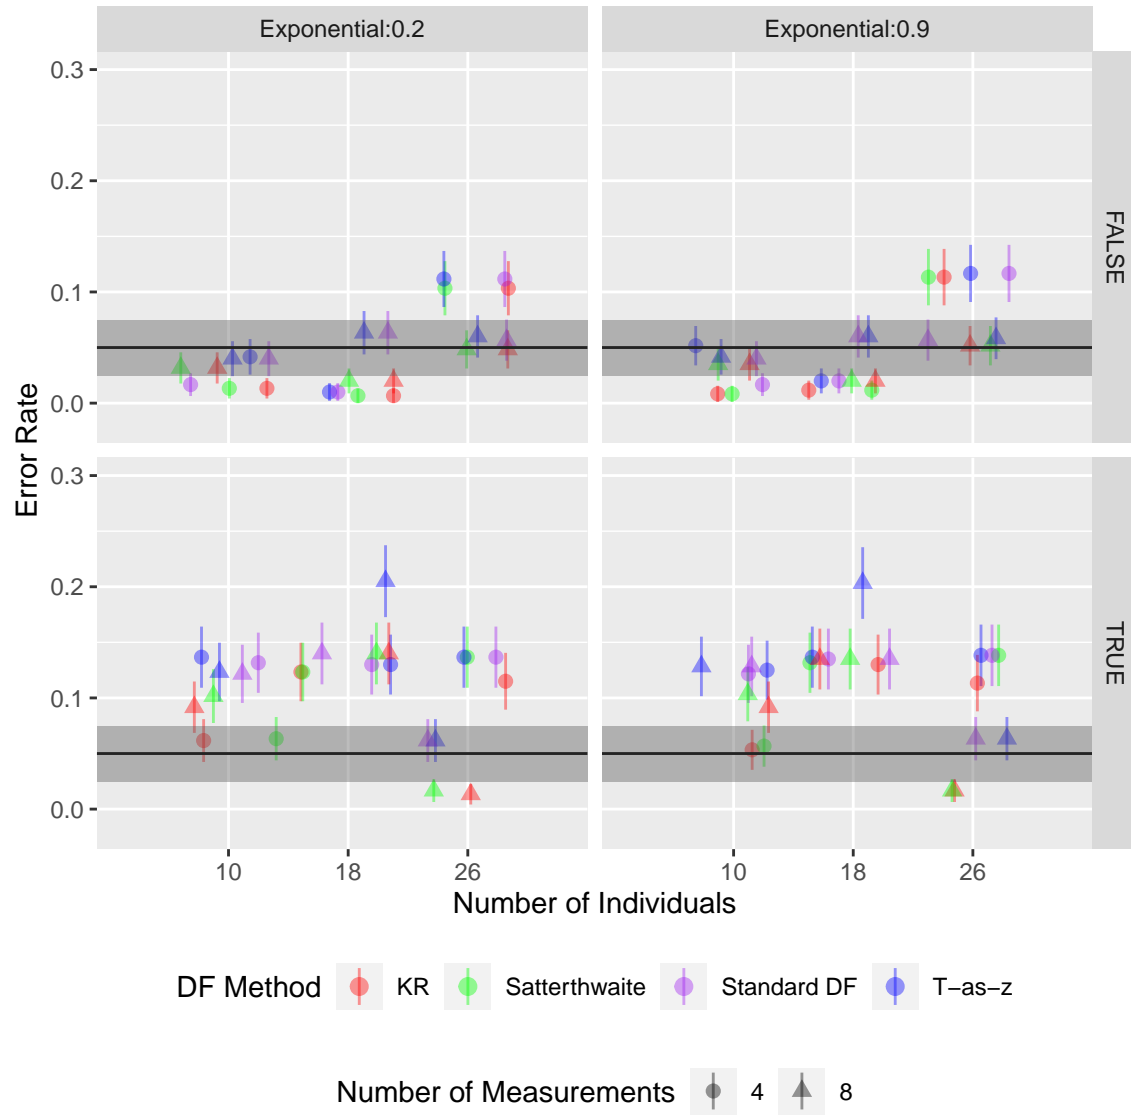 Exponential:0.2 Exponential:0.9
0.3
0.2
0.1
0.0
FALSE
Error Rate
0.3
0.2
0.1
0.0
TRUE
10 18 26 10 18 26
Number of Individuals
DF Method KR Satterthwaite Standard DF T−as−z
Number of Measurements 4 8